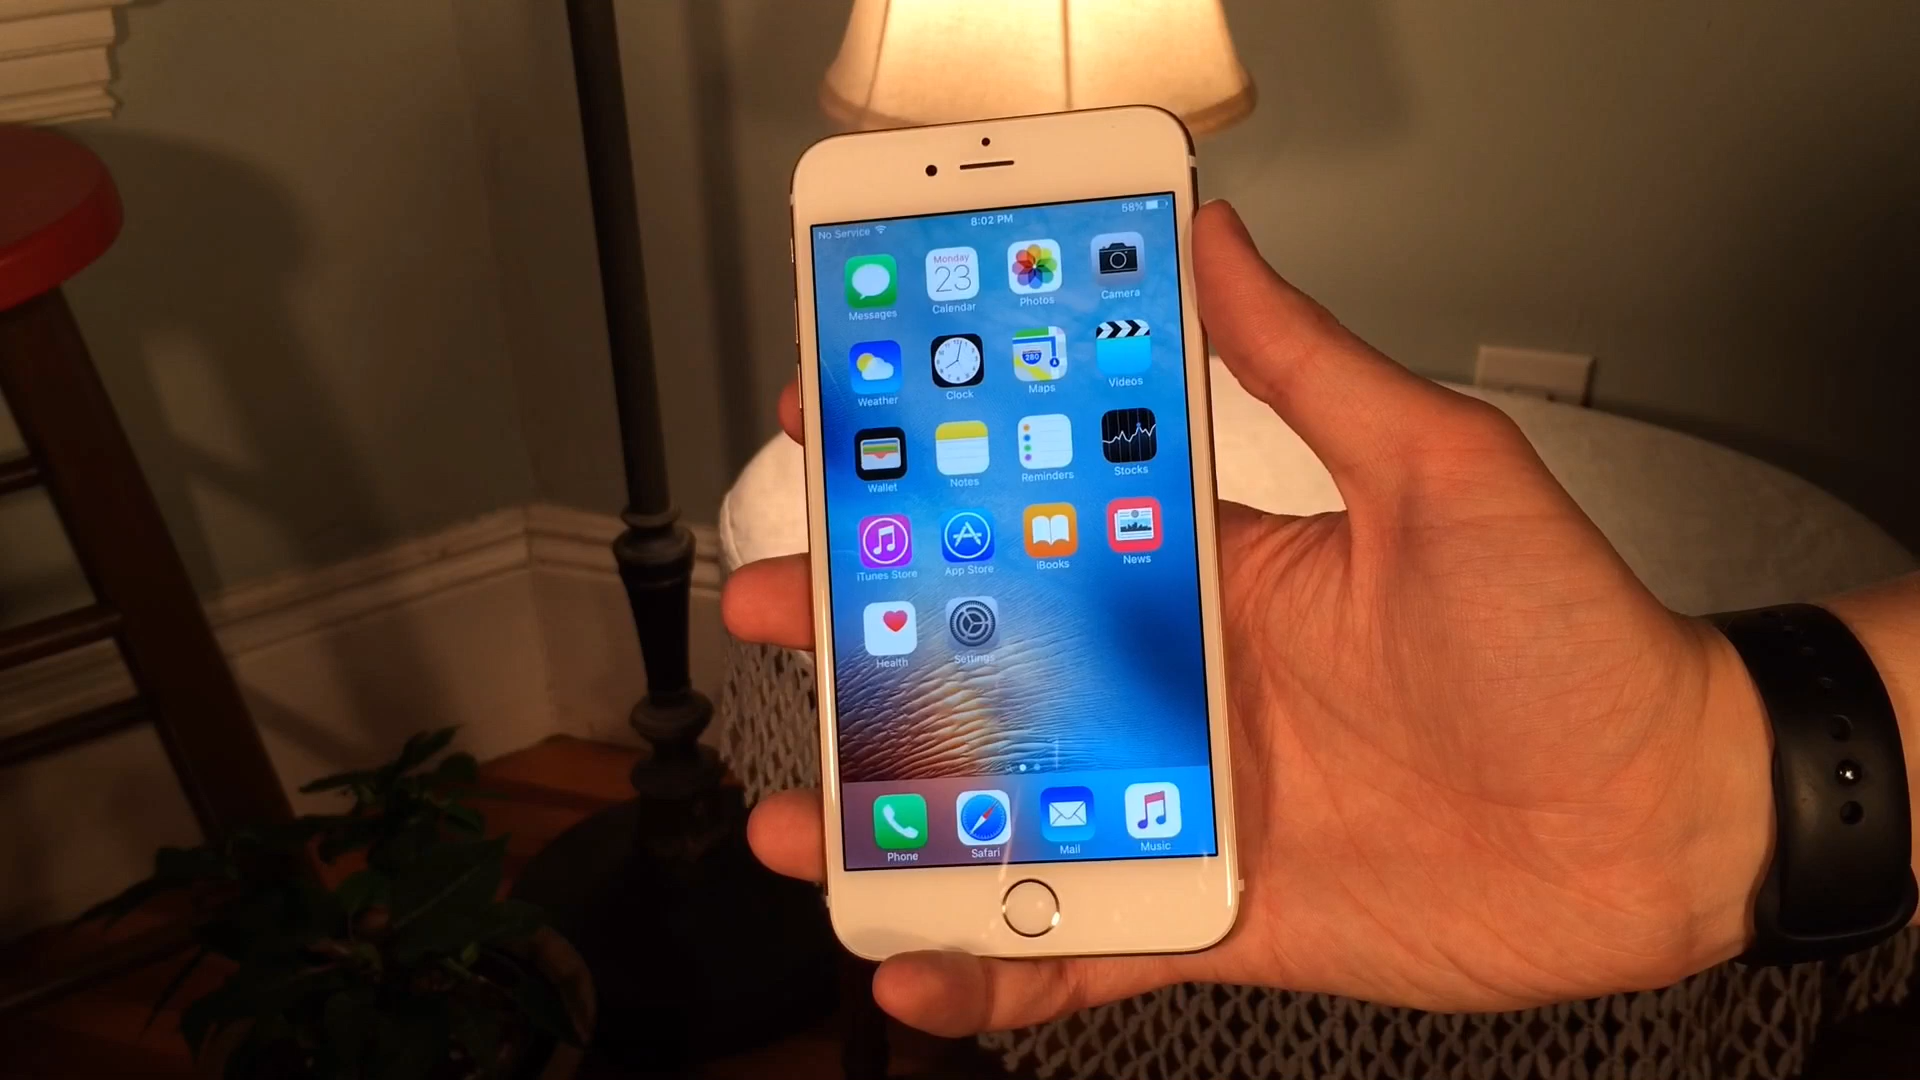 No Service 8:02 PM 58%
Monday
23
Messages Calendar Photos Camera
280
Weather Clock Maps Videos
Wallet Notes Reminders Stocks
iTunes Store App Store iBooks News
Health Settings
Phone Safari Mail Music